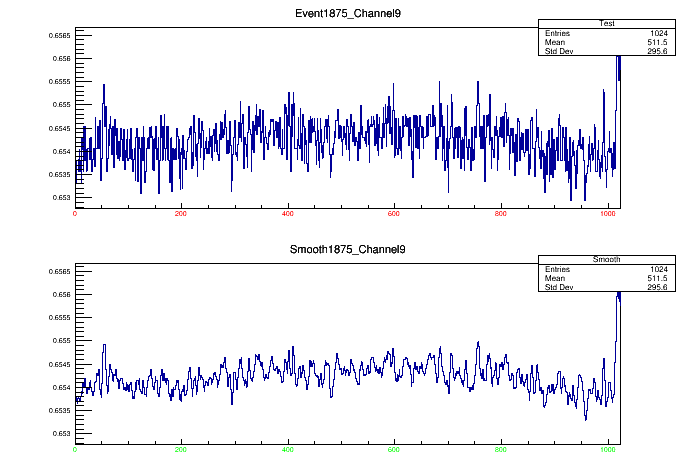 Event1875_Channel9
Test
Entries 1024
Mean 511.5
Std Dev 295.6
0.6565
0.656
0.6555
0.655
0.6545
0.654
0.6535
0.653
0 200 400 600 800 1000
Smooth1875_Channel9
Smooth
Entries 1024
Mean 511.5
Std Dev 295.6
0.6565
0.656
0.6555
0.655
0.6545
0.654
0.6535
0.653
0 200 400 600 800 1000